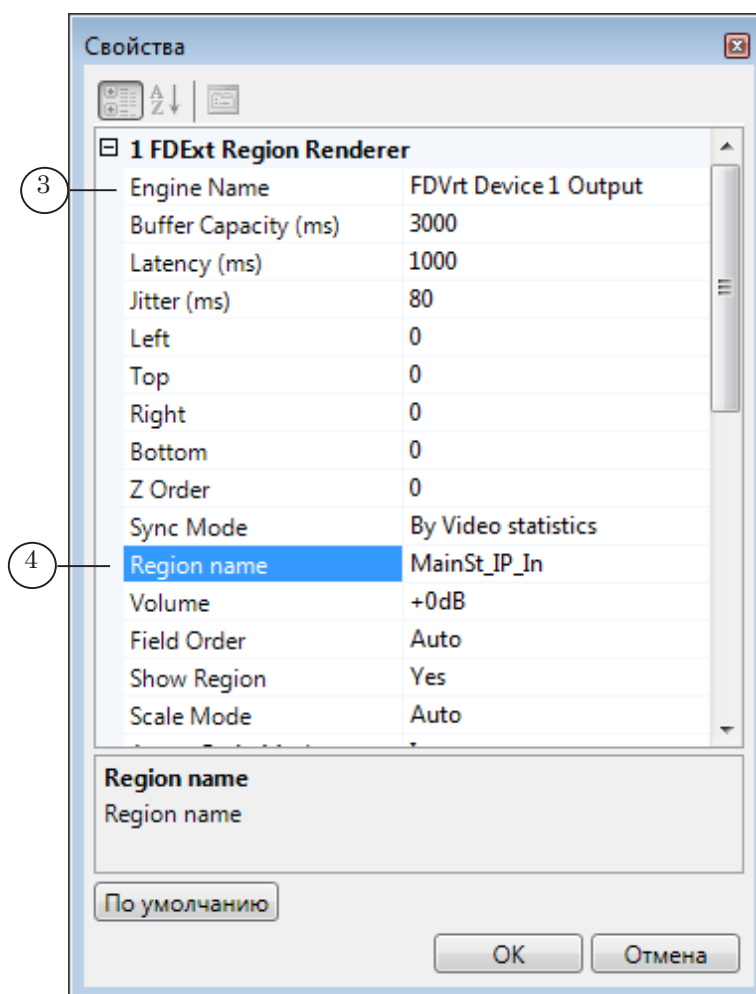 Свойства
1 FDExt Region Renderer
3
Engine Name FDVrt Device 1 Output
Buffer Capacity (ms) 3000
Latency (ms) 1000
Jitter (ms) 80
Left 0
Top 0
Right 0
Bottom 0
Z Order 0
Sync Mode By Video statistics
4
Region name MainSt_IP_In
Volume +0dB
Field Order Auto
Show Region Yes
Scale Mode Auto
Region name
Region name
По умолчанию
OK Отмена